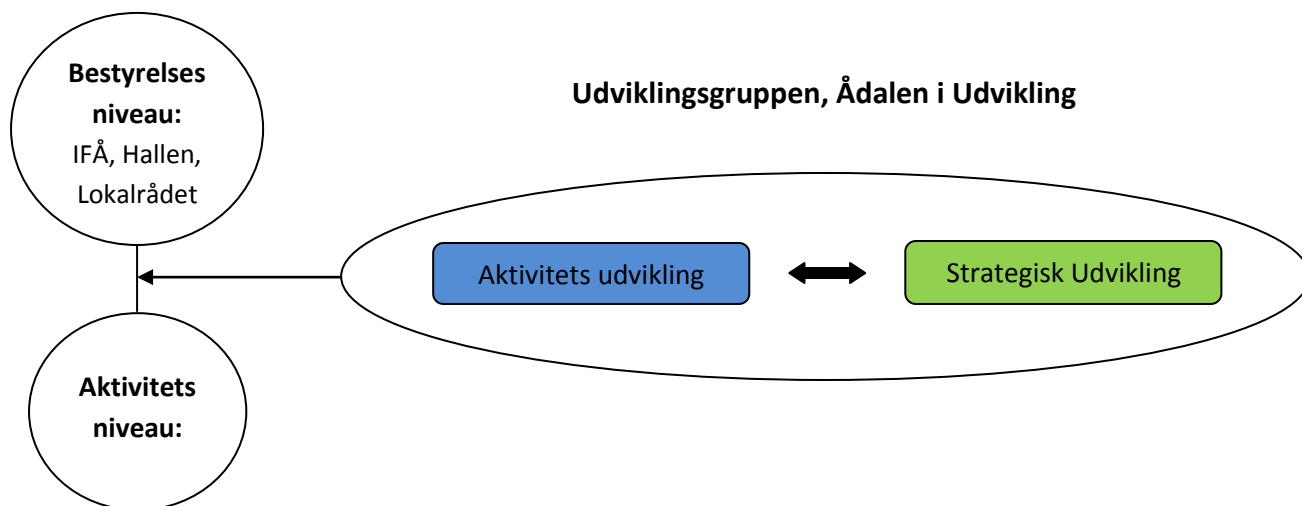 Bestyrelses
niveau:
IFÅ, Hallen,
Lokalrådet
Udviklingsgruppen, Ådalen i Udvikling
Aktivitets udvikling
Strategisk Udvikling
Aktivitets
niveau: